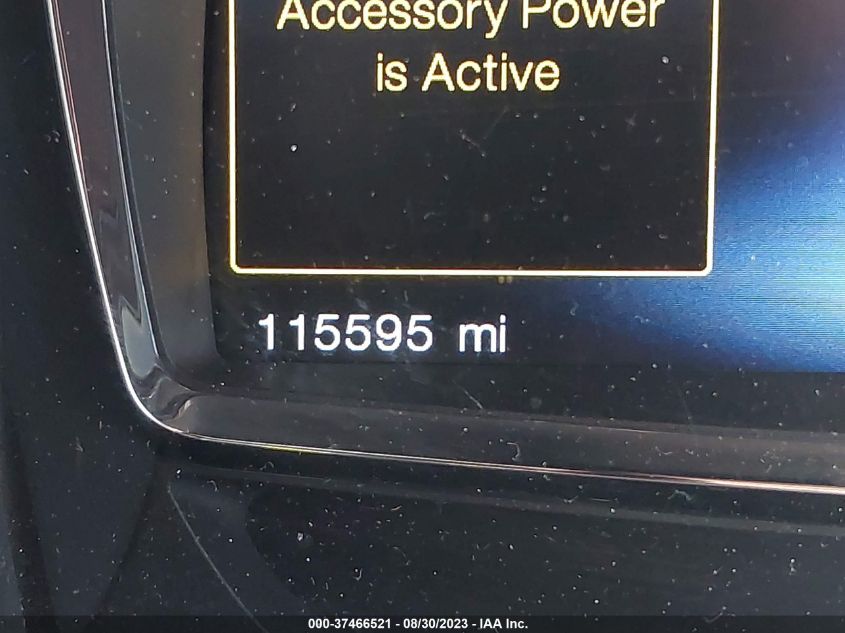 Accessory Power
is Active
115595 mi
000-37466521 - 08/30/2023 - IAA Inc.